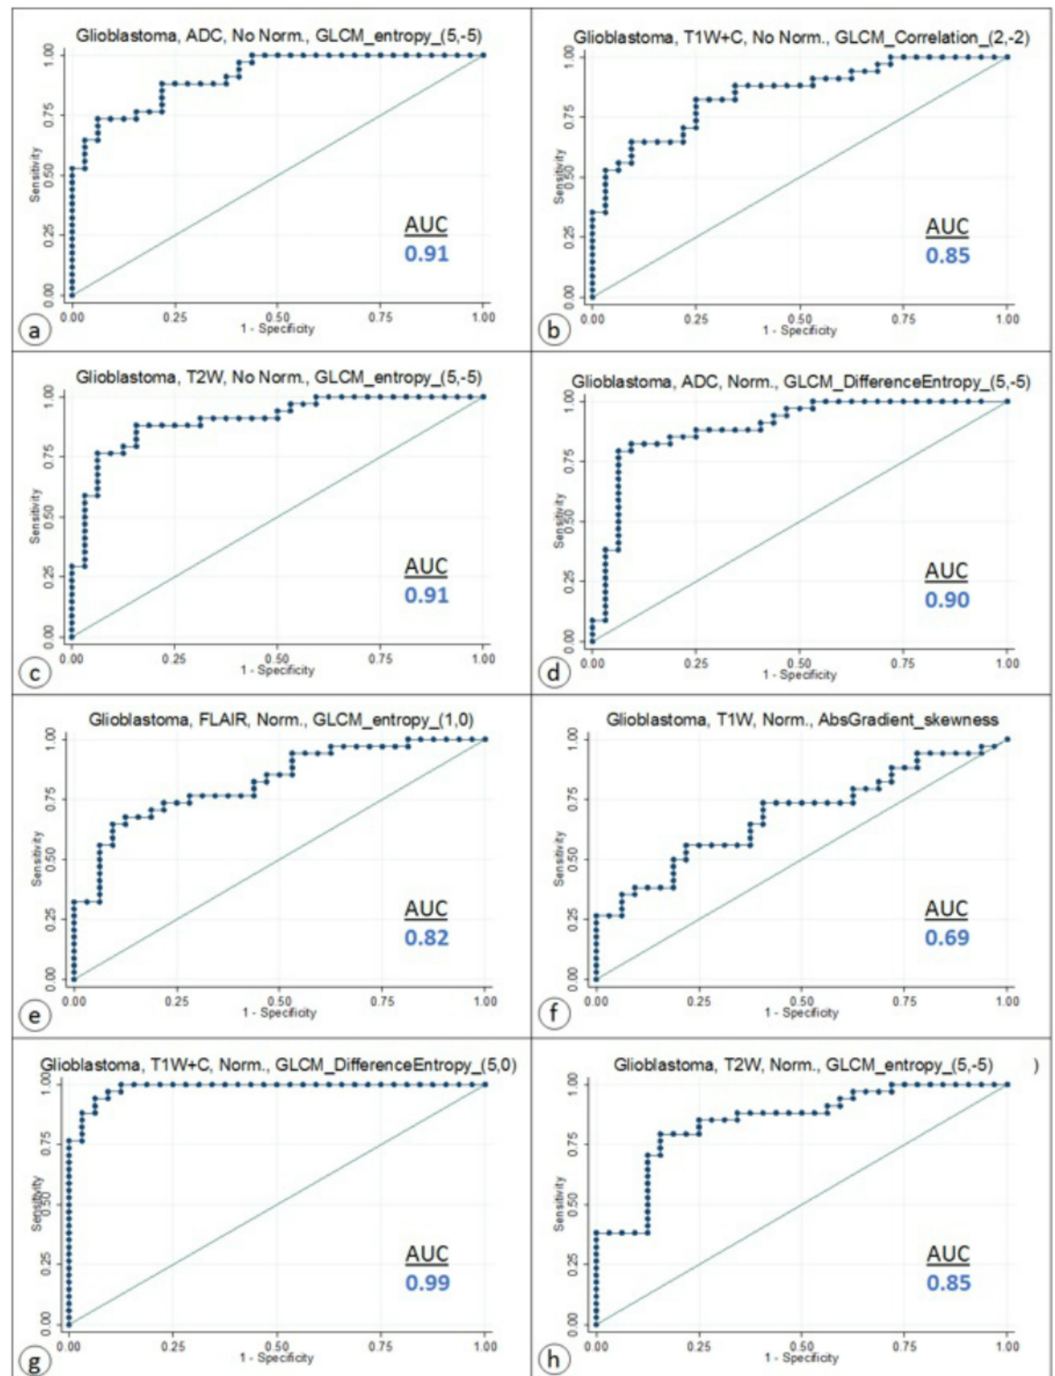 Glioblastoma, ADC, No Norm., GLCM_entropy_(5,-5)
1.00
0.75
0.50
0.25
0.00
Sensitivity
AUC
0.91
0.00 0.25 0.50 0.75 1.00
1 - Specificity
a
Glioblastoma, T1W+C, No Norm., GLCM_Correlation_(2,-2)
1.00
0.75
0.50
0.25
0.00
Sensitivity
AUC
0.85
0.00 0.25 0.50 0.75 1.00
1 - Specificity
b
Glioblastoma, T2W, No Norm., GLCM_entropy_(5,-5)
1.00
0.75
0.50
0.25
0.00
Sensitivity
AUC
0.91
0.00 0.25 0.50 0.75 1.00
1 - Specificity
c
Glioblastoma, ADC, Norm., GLCM_DifferenceEntropy_(5,-5)
1.00
0.75
0.50
0.25
0.00
Sensitivity
AUC
0.90
0.00 0.25 0.50 0.75 1.00
1 - Specificity
d
Glioblastoma, FLAIR, Norm., GLCM_entropy_(1,0)
1.00
0.75
0.50
0.25
0.00
Sensitivity
AUC
0.82
0.00 0.25 0.50 0.75 1.00
1 - Specificity
e
Glioblastoma, T1W, Norm., AbsGradient_skewness
1.00
0.75
0.50
0.25
0.00
Sensitivity
AUC
0.69
0.00 0.25 0.50 0.75 1.00
1 - Specificity
f
Glioblastoma, T1W+C, Norm., GLCM_DifferenceEntropy_(5,0)
1.00
0.75
0.50
0.25
0.00
Sensitivity
AUC
0.99
0.00 0.25 0.50 0.75 1.00
1 - Specificity
g
Glioblastoma, T2W, Norm., GLCM_entropy_(5,-5) )
1.00
0.75
0.50
0.25
0.00
Sensitivity
AUC
0.85
0.00 0.25 0.50 0.75 1.00
1 - Specificity
h